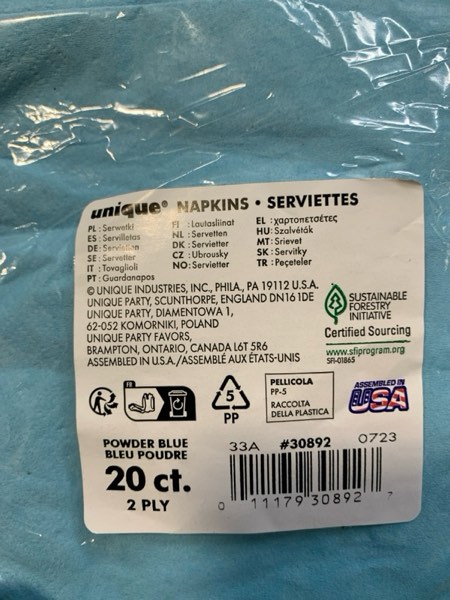 unique® NAPKINS • SERVIETTES
PL : Serwetki
ES : Servilletas
DE : Servietten
SE : Servetter
IT : Tovaglioli
PT : Guardanapos
FI : Lautasliinat
NL : Servetten
DK : Servietter
CZ : Ubrousky
NO : Servietter
EL : χαρτοπετσέτες
HU : Szalvéták
MT : Srievet
SK : Servítky
TR : Peçeteler
© UNIQUE INDUSTRIES, INC., PHILA., PA 19112 U.S.A.
UNIQUE PARTY, SCUNTHORPE, ENGLAND DN16 1DE
UNIQUE PARTY, DIAMENTOWA 1,
62-052 KOMORNIKI, POLAND
UNIQUE PARTY FAVORS,
BRAMPTON, ONTARIO, CANADA L6T 5R6
ASSEMBLED IN U.S.A./ASSEMBLÉ AUX ÉTATS-UNIS
SUSTAINABLE
FORESTRY
INITIATIVE
Certified Sourcing
www.sfiprogram.org
SFI-01865
FR
5
PP
PELLICOLA
PP-5
RACCOLTA
DELLA PLASTICA
ASSEMBLED IN
USA
POWDER BLUE
BLEU POUDRE
20 ct.
2 PLY
33A #30892 0723
0 11179 30892 7